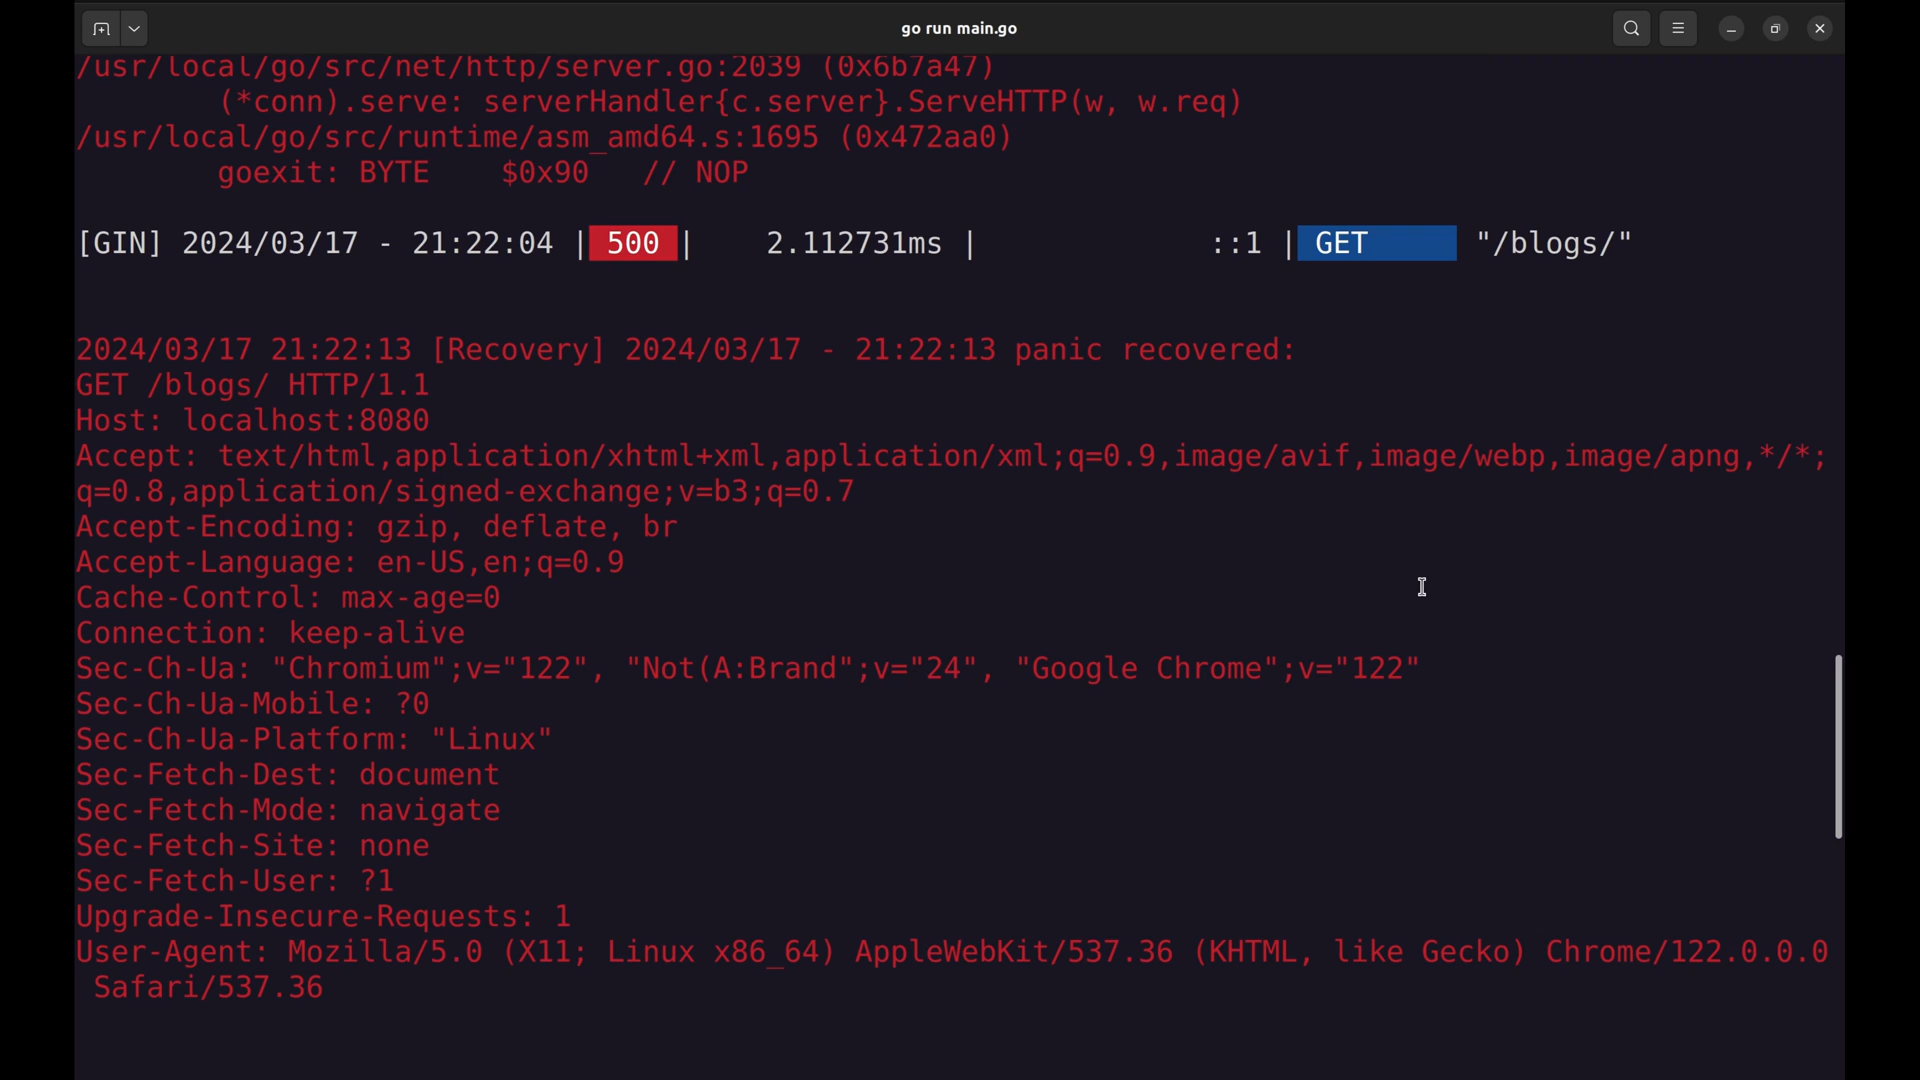 go run main.go
/usr/local/go/src/net/http/server.go:2039 (0x6b7a47)
        (*conn).serve: serverHandler{c.server}.ServeHTTP(w, w.req)
/usr/local/go/src/runtime/asm_amd64.s:1695 (0x472aa0)
        goexit: BYTE    $0x90   // NOP
[GIN] 2024/03/17 - 21:22:04 | 500 |    2.112731ms |             ::1 | GET      "/blogs/"
2024/03/17 21:22:13 [Recovery] 2024/03/17 - 21:22:13 panic recovered:
GET /blogs/ HTTP/1.1
Host: localhost:8080
Accept: text/html,application/xhtml+xml,application/xml;q=0.9,image/avif,image/webp,image/apng,*/*;
q=0.8,application/signed-exchange;v=b3;q=0.7
Accept-Encoding: gzip, deflate, br
Accept-Language: en-US,en;q=0.9
Cache-Control: max-age=0
Connection: keep-alive
Sec-Ch-Ua: "Chromium";v="122", "Not(A:Brand";v="24", "Google Chrome";v="122"
Sec-Ch-Ua-Mobile: ?0
Sec-Ch-Ua-Platform: "Linux"
Sec-Fetch-Dest: document
Sec-Fetch-Mode: navigate
Sec-Fetch-Site: none
Sec-Fetch-User: ?1
Upgrade-Insecure-Requests: 1
User-Agent: Mozilla/5.0 (X11; Linux x86_64) AppleWebKit/537.36 (KHTML, like Gecko) Chrome/122.0.0.0
 Safari/537.36